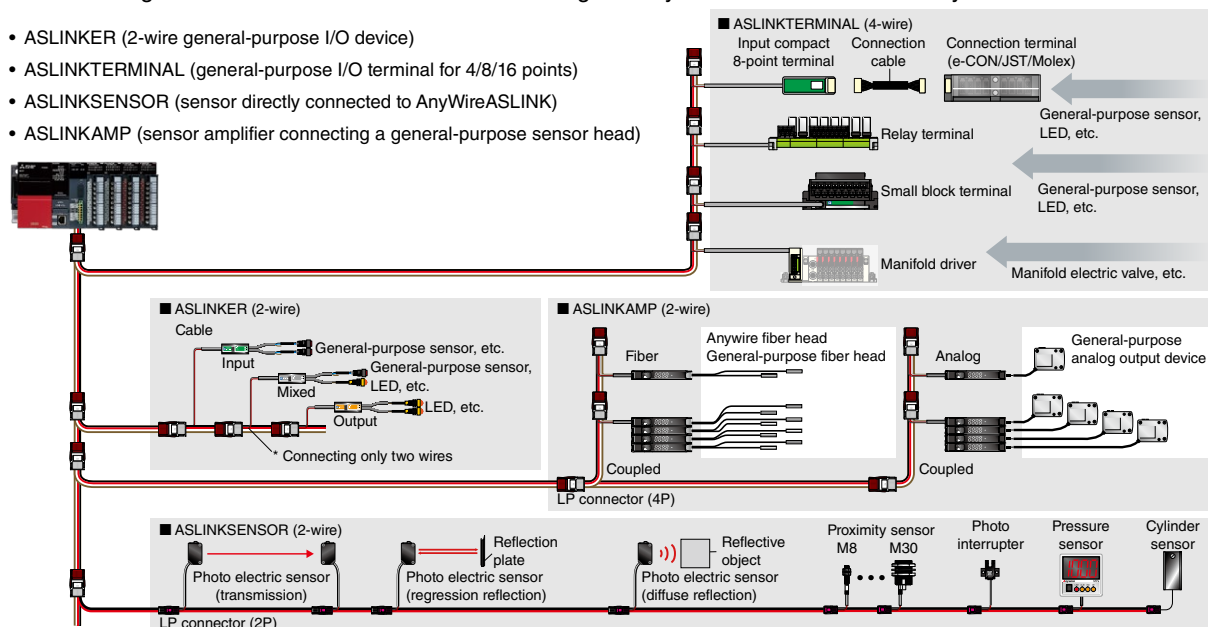 • ASLINKER (2-wire general-purpose I/O device)
• ASLINKTERMINAL (general-purpose I/O terminal for 4/8/16 points)
• ASLINKSENSOR (sensor directly connected to AnyWireASLINK)
• ASLINKAMP (sensor amplifier connecting a general-purpose sensor head)
■ ASLINKTERMINAL (4-wire)
Input compact
8-point terminal
Connection
cable
Connection terminal
(e-CON/JST/Molex)
General-purpose sensor,
LED, etc.
Relay terminal
Small block terminal
General-purpose sensor,
LED, etc.
Manifold driver
Manifold electric valve, etc.
■ ASLINKER (2-wire)
Cable
Input
General-purpose sensor, etc.
Mixed
General-purpose sensor,
LED, etc.
Output
LED, etc.
* Connecting only two wires
■ ASLINKAMP (2-wire)
Fiber
Anywire fiber head
General-purpose fiber head
Coupled
Analog
General-purpose
analog output device
Coupled
LP connector (4P)
■ ASLINKSENSOR (2-wire)
Photo electric sensor
(transmission)
Reflection
plate
Photo electric sensor
(regression reflection)
Reflective
object
Photo electric sensor
(diffuse reflection)
Proximity sensor
M8 M30
Photo
interrupter
Pressure
sensor
Cylinder
sensor
LP connector (2P)